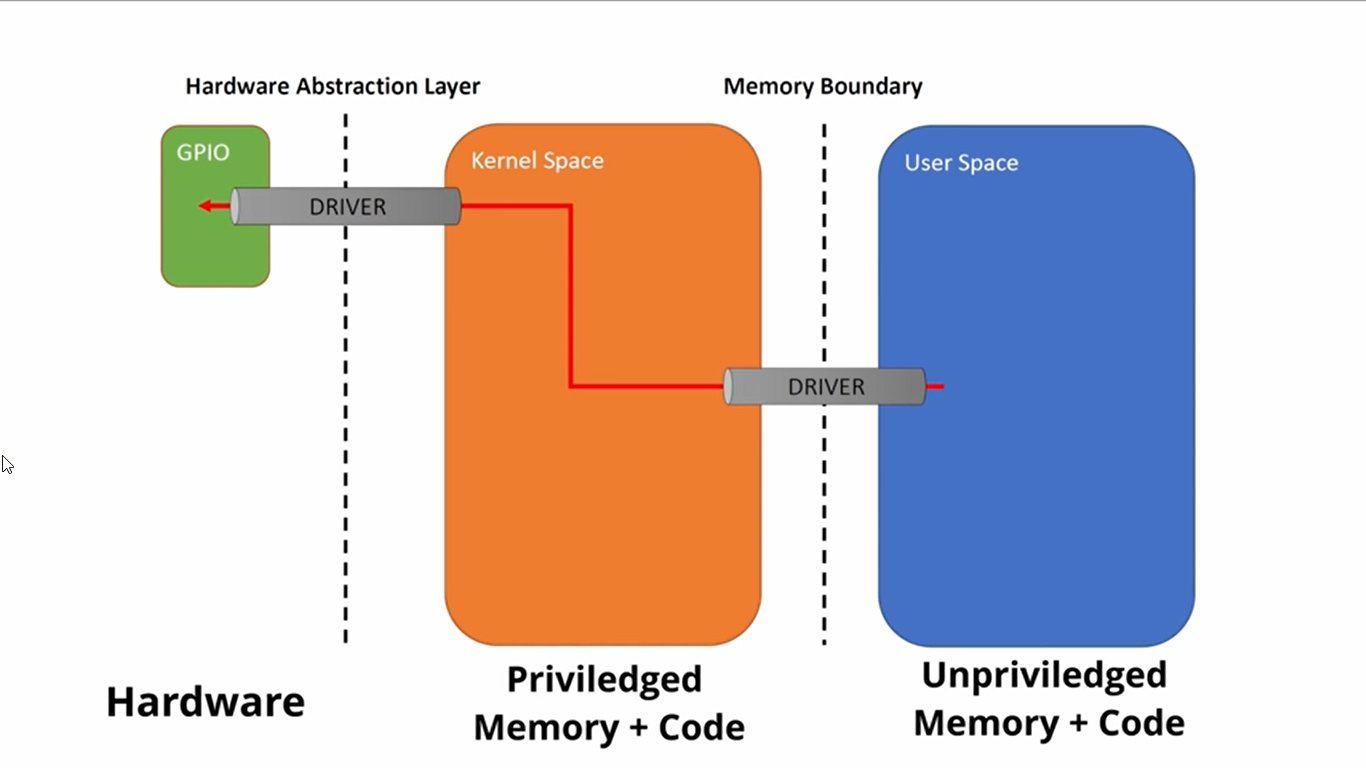 Hardware Abstraction Layer
Memory Boundary
GPIO
Kernel Space
User Space
DRIVER
DRIVER
Hardware
Priviledged
Memory + Code
Unpriviledged
Memory + Code